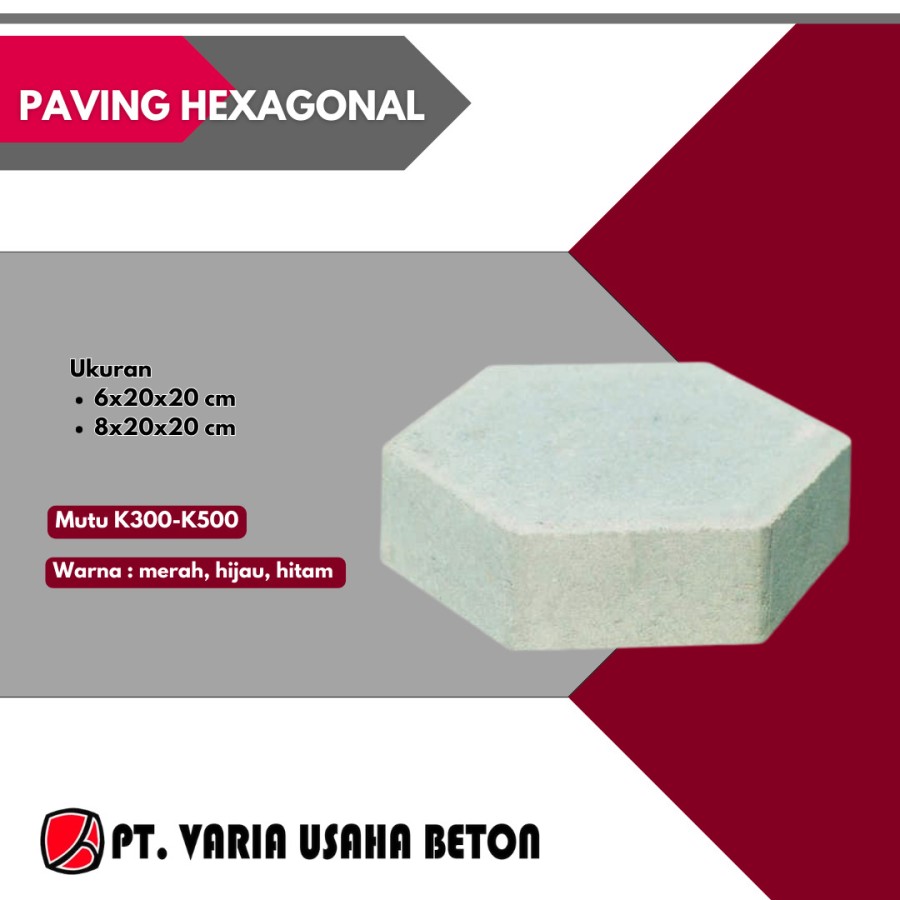 PAVING HEXAGONAL
Ukuran
• 6x20x20 cm
• 8x20x20 cm
Mutu K300-K500
Warna : merah, hijau, hitam
PT. VARIA USAHA BETON